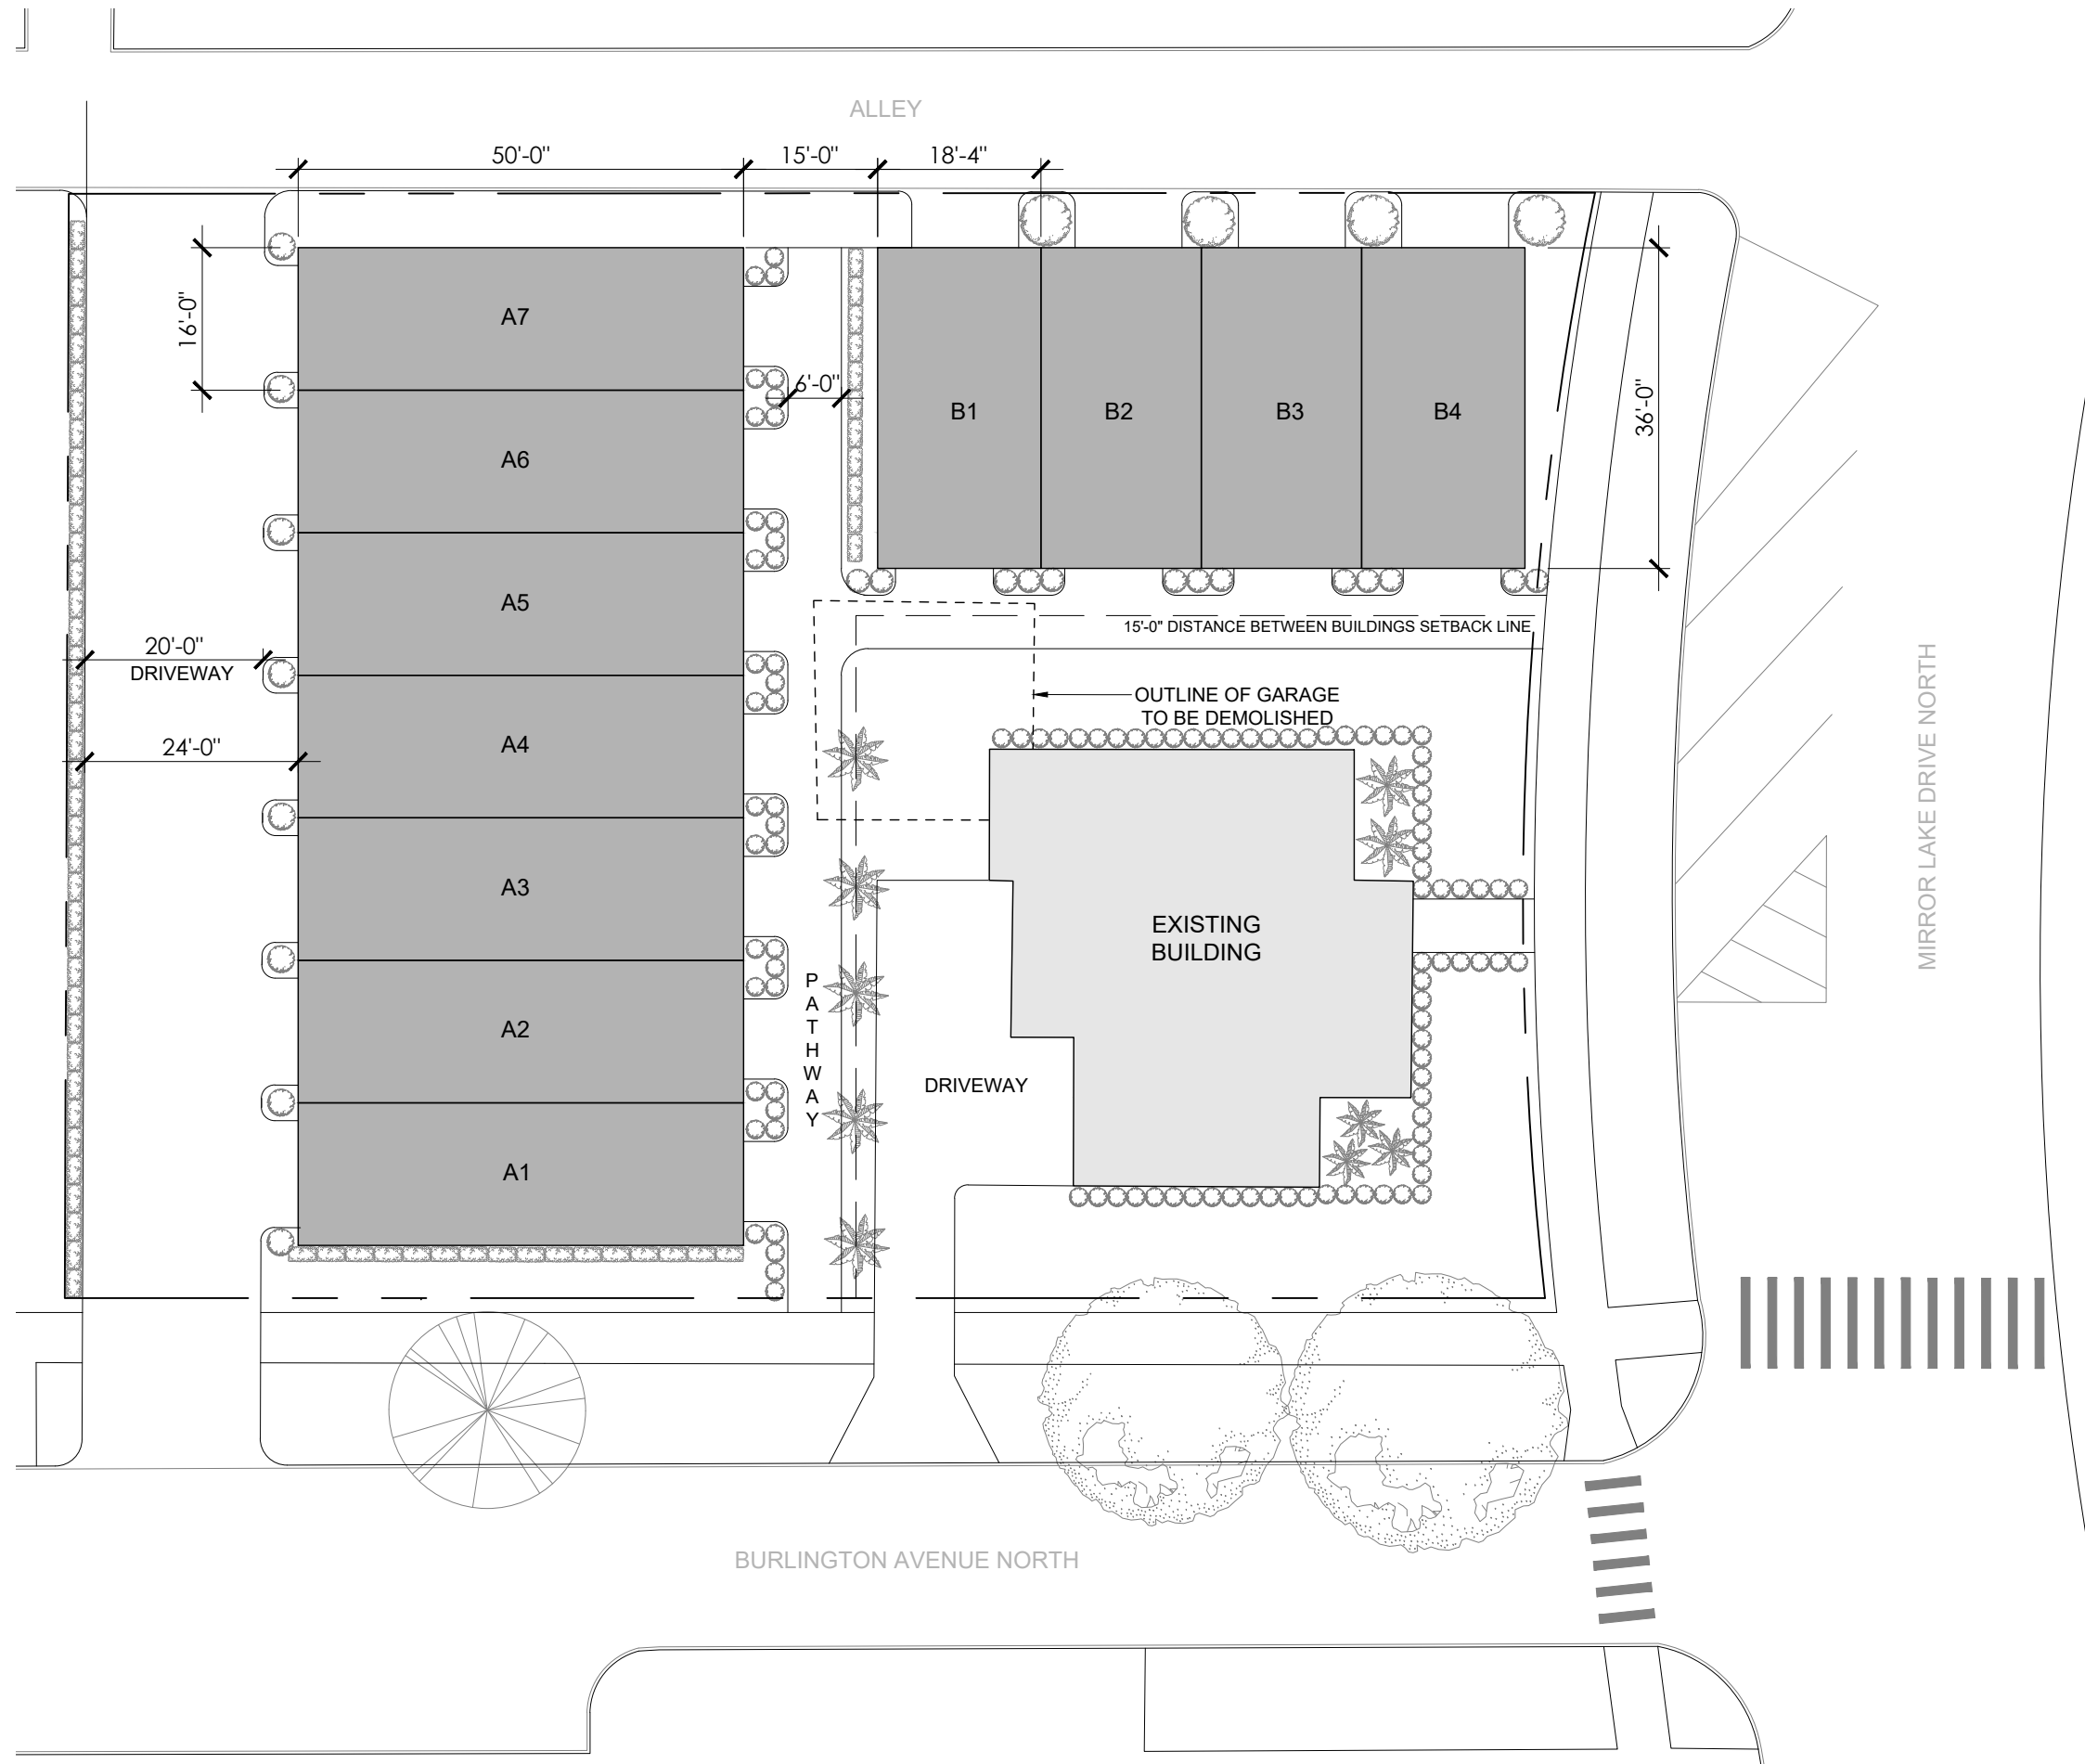 ALLEY
50'-0"
15'-0"
18'-4"
16'-0"
A7
6'-0"
B1
B2
B3
B4
36'-0"
A6
A5
15'-0" DISTANCE BETWEEN BUILDINGS SETBACK LINE
20'-0"
DRIVEWAY
OUTLINE OF GARAGE
TO BE DEMOLISHED
24'-0"
A4
MIRROR LAKE DRIVE NORTH
A3
EXISTING
BUILDING
PATHWAY
A2
DRIVEWAY
A1
BURLINGTON AVENUE NORTH